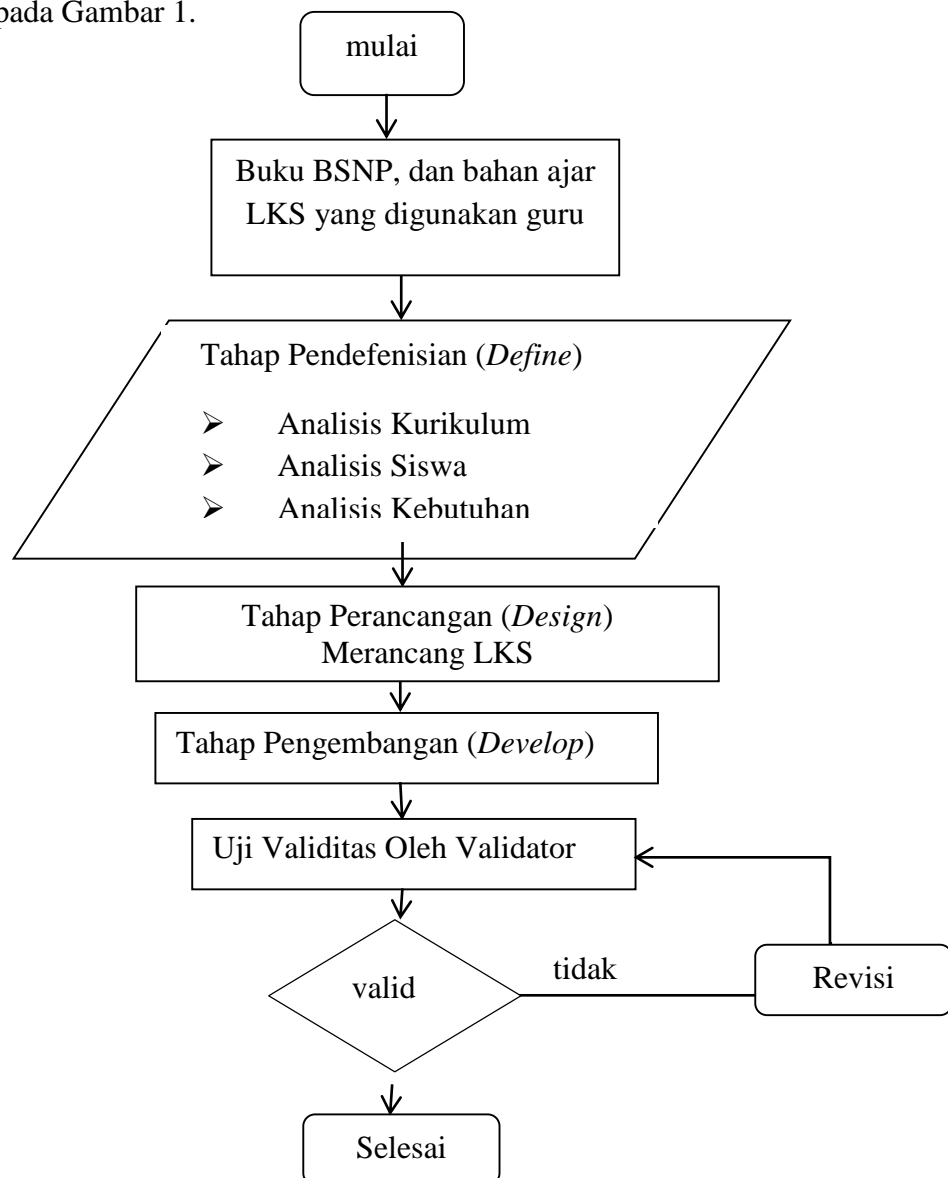 pada Gambar 1.
mulai
Buku BSNP, dan bahan ajar
LKS yang digunakan guru
Tahap Pendefenisian (Define)
➢ Analisis Kurikulum
➢ Analisis Siswa
➢ Analisis Kebutuhan
Tahap Perancangan (Design)
Merancang LKS
Tahap Pengembangan (Develop)
Uji Validitas Oleh Validator
valid
tidak
Revisi
Selesai